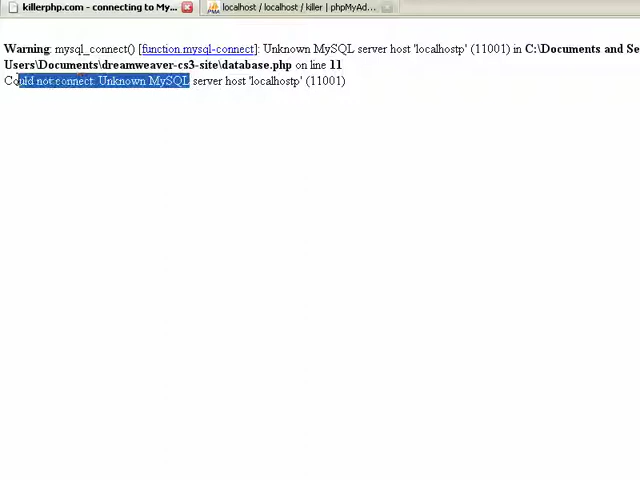 killerphp.com - connecting to My...
localhost / localhost / killer | phpMyAd...
Warning: mysql_connect() [function.mysql-connect]: Unknown MySQL server host 'localhostp' (11001) in C:\Documents and Se
Users\Documents\dreamweaver-cs3-site\database.php on line 11
Could not connect: Unknown MySQL server host 'localhostp' (11001)